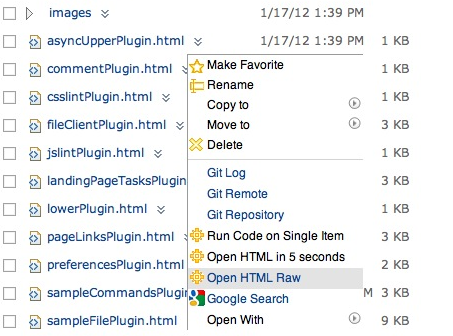 images 1/17/12 1:39 PM
asyncUpperPlugin.html 1/17/12 1:39 PM 1 KB
commentPlugin.html 1 KB
csslintPlugin.html 1 KB
fileClientPlugin.html 3 KB
jslintPlugin.html 1 KB
landingPageTasksPlugin 3 KB
lowerPlugin.html 1 KB
pageLinksPlugin.html 3 KB
preferencesPlugin.html 2 KB
sampleCommandsPlugin M 3 KB
sampleFilePlugin.html 9 KB
Make Favorite
Rename
Copy to
Move to
Delete
Git Log
Git Remote
Git Repository
Run Code on Single Item
Open HTML in 5 seconds
Open HTML Raw
Google Search
Open With